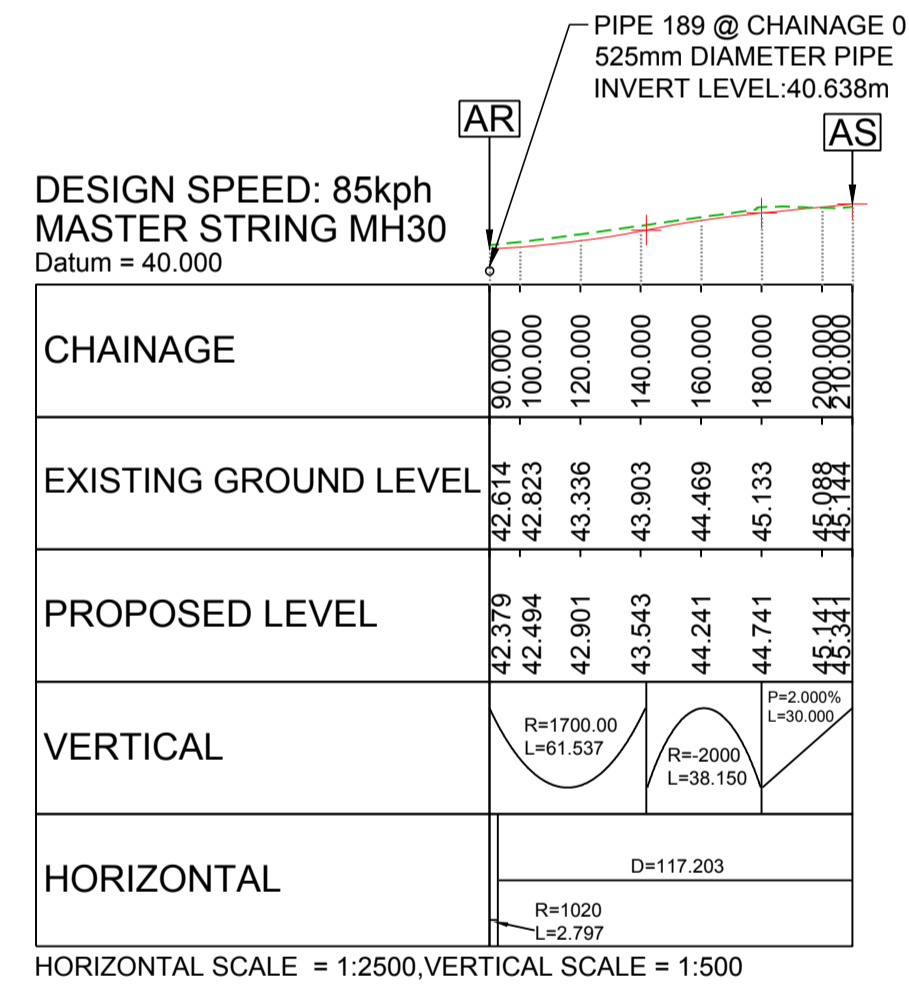 PIPE 189 @ CHAINAGE 0
525mm DIAMETER PIPE
INVERT LEVEL:40.638m
AR
AS
DESIGN SPEED: 85kph
MASTER STRING MH30
Datum = 40.000
CHAINAGE
90.000
100.000
120.000
140.000
160.000
180.000
200.000
210.000
EXISTING GROUND LEVEL
42.614
42.823
43.336
43.903
44.469
45.133
45.088
45.144
PROPOSED LEVEL
42.379
42.494
42.901
43.543
44.241
44.741
45.141
45.341
VERTICAL
R=1700.00
L=61.537
R=-2000
L=38.150
P=2.000%
L=30.000
HORIZONTAL
D=117.203
R=1020
L=2.797
HORIZONTAL SCALE = 1:2500,VERTICAL SCALE = 1:500